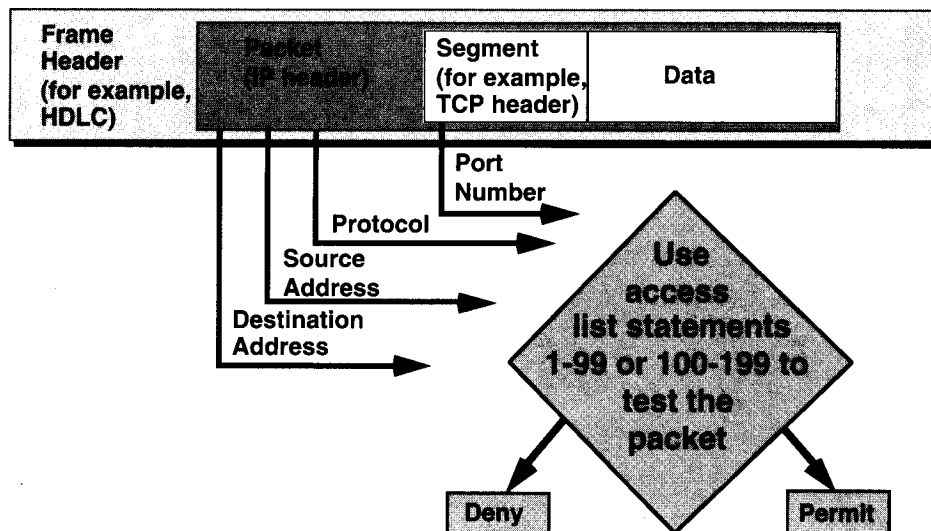 Frame
Header
(for example,
HDLC)
Packet
(IP header)
Segment
(for example,
TCP header)
Data
Port
Number
Protocol
Source
Address
Destination
Address
Use
access
list statements
1-99 or 100-199 to
test the
packet
Deny
Permit